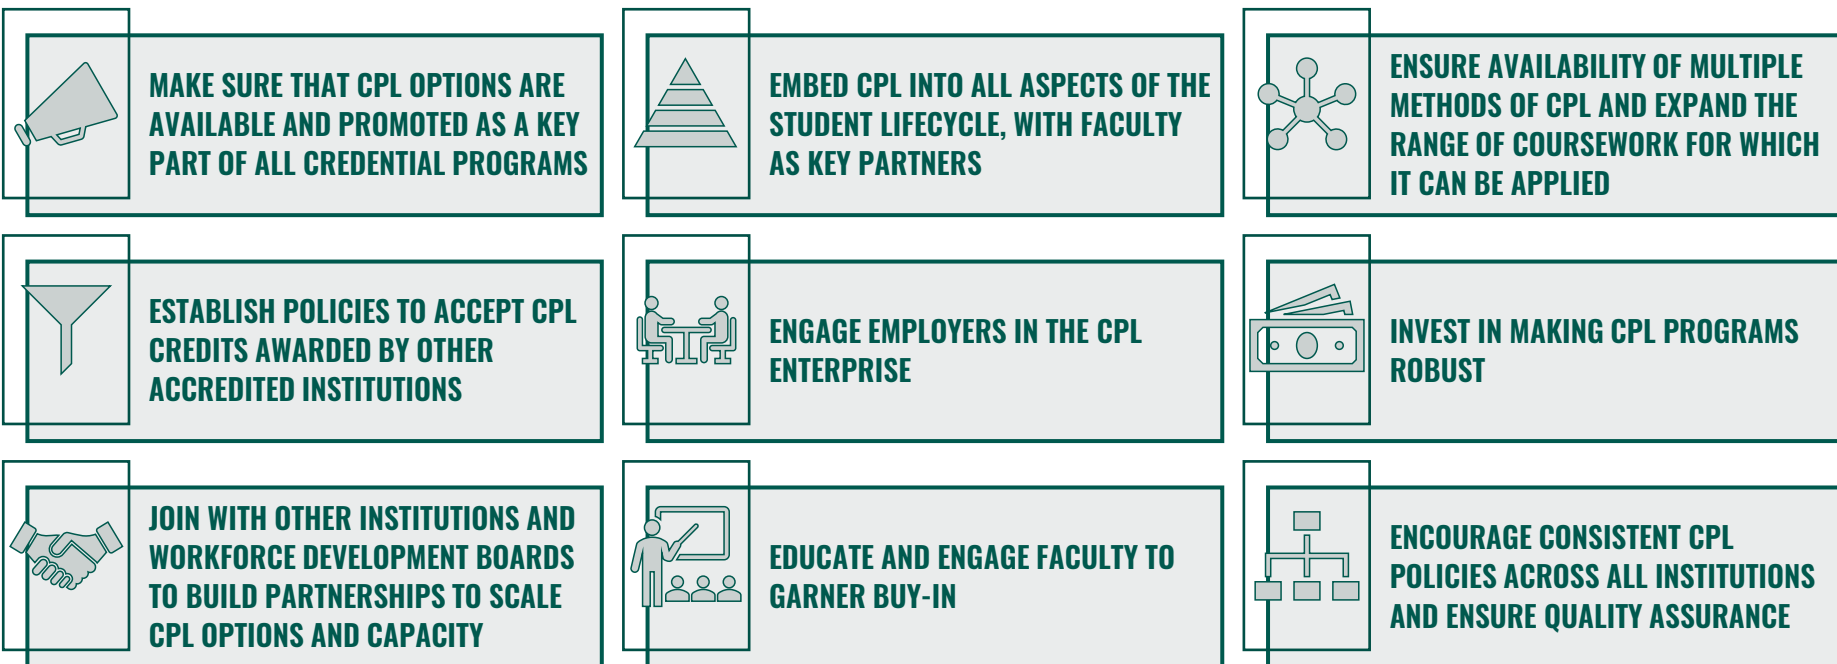 MAKE SURE THAT CPL OPTIONS ARE
AVAILABLE AND PROMOTED AS A KEY
PART OF ALL CREDENTIAL PROGRAMS
EMBED CPL INTO ALL ASPECTS OF THE
STUDENT LIFECYCLE, WITH FACULTY
AS KEY PARTNERS
ENSURE AVAILABILITY OF MULTIPLE
METHODS OF CPL AND EXPAND THE
RANGE OF COURSEWORK FOR WHICH
IT CAN BE APPLIED
ESTABLISH POLICIES TO ACCEPT CPL
CREDITS AWARDED BY OTHER
ACCREDITED INSTITUTIONS
ENGAGE EMPLOYERS IN THE CPL
ENTERPRISE
INVEST IN MAKING CPL PROGRAMS
ROBUST
JOIN WITH OTHER INSTITUTIONS AND
WORKFORCE DEVELOPMENT BOARDS
TO BUILD PARTNERSHIPS TO SCALE
CPL OPTIONS AND CAPACITY
EDUCATE AND ENGAGE FACULTY TO
GARNER BUY-IN
ENCOURAGE CONSISTENT CPL
POLICIES ACROSS ALL INSTITUTIONS
AND ENSURE QUALITY ASSURANCE